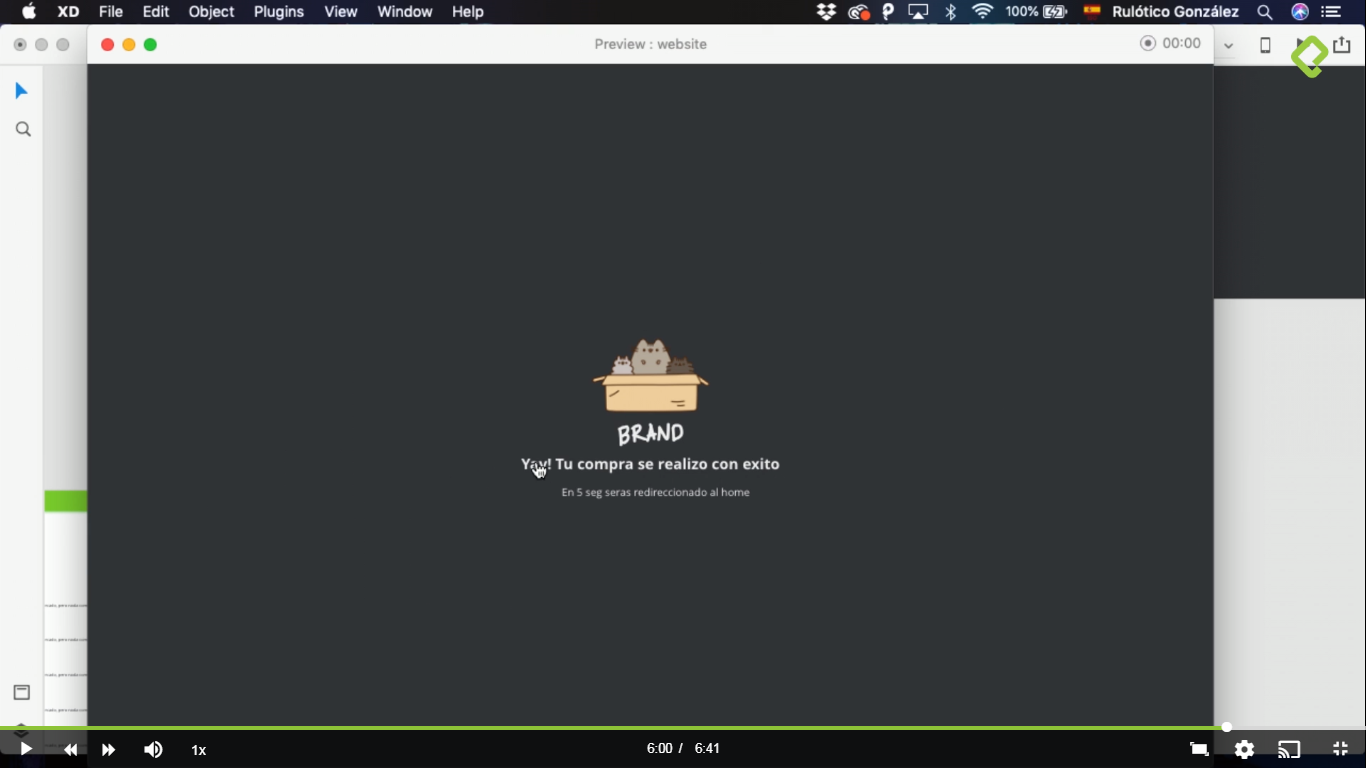 XD File Edit Object Plugins View Window Help 100% Rulótico González
Preview : website
00:00
BRAND
Yay! Tu compra se realizo con exito
En 5 seg seras redireccionado al home
1x
6:00 / 6:41